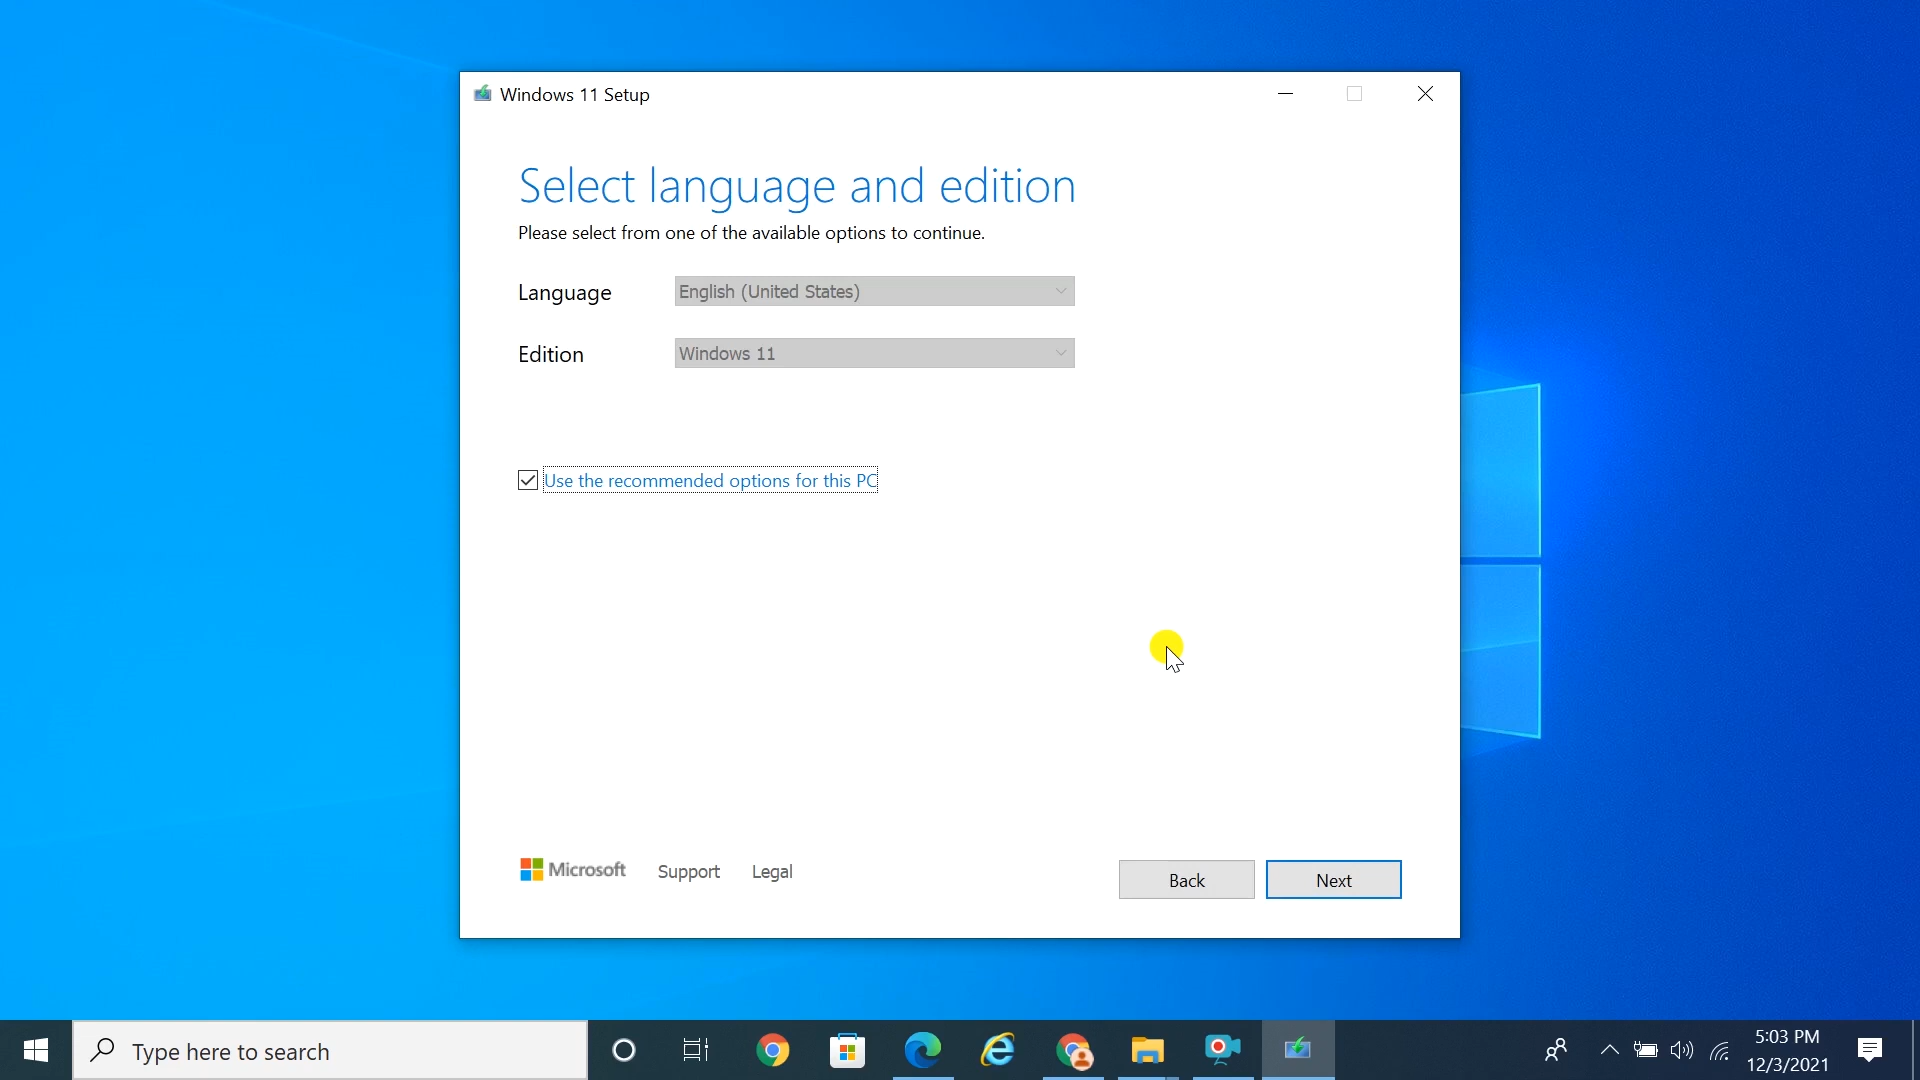 Windows 11 Setup
Select language and edition
Please select from one of the available options to continue.
Language
English (United States)
Edition
Windows 11
Use the recommended options for this PC
Microsoft
Support
Legal
Back
Next
Type here to search
5:03 PM
12/3/2021